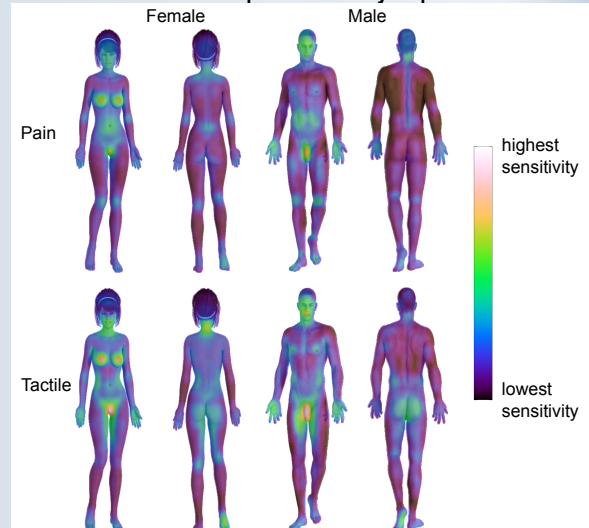 Female Male
Pain
highest
sensitivity
Tactile
lowest
sensitivity